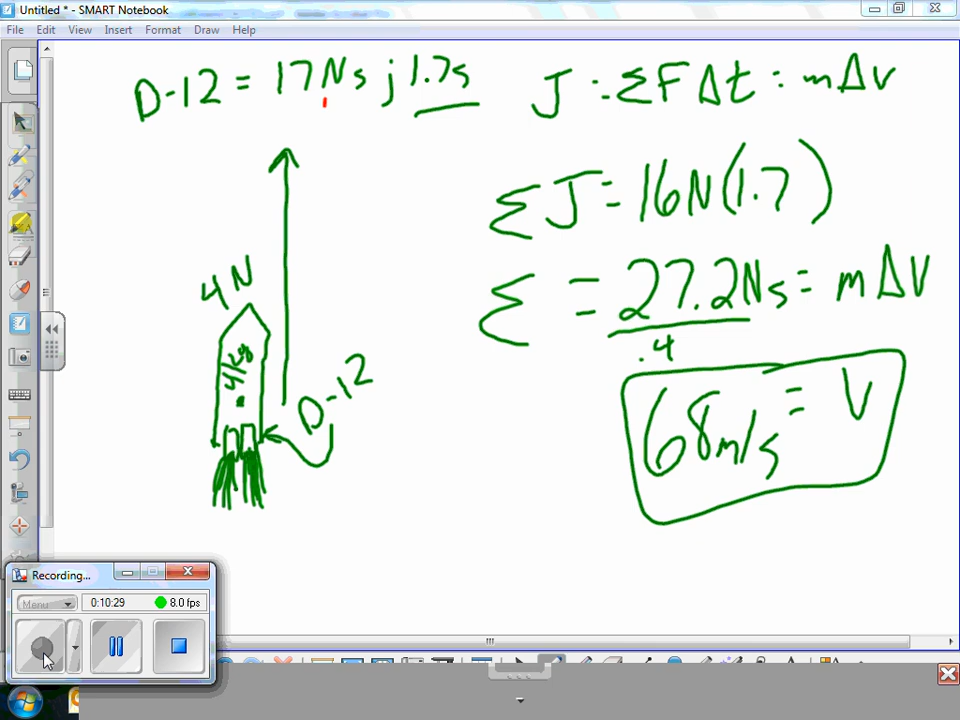 Untitled * - SMART Notebook
File Edit View Insert Format Draw Help
D-12 = 17Ns ; 1.7s
J = ΣFΔt = mΔV
ΣJ = 16N(1.7)
Σ = 27.2Ns = mΔV
.4
68m/s = V
4N
.4kg
D-12
Recording...
Menu
0:10:29
8.0 fps